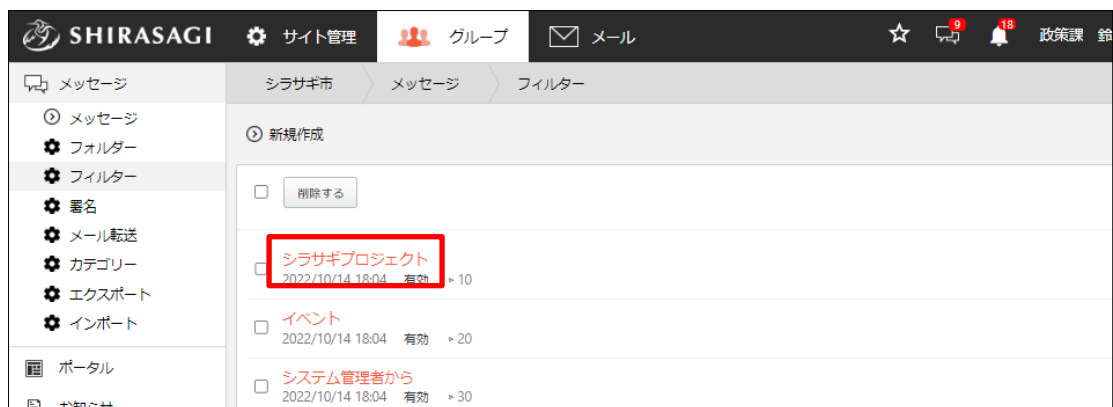 SHIRASAGI サイト管理 グループ メール 9 18 政策課 鈴
メッセージ
メッセージ
フォルダー
フィルター
署名
メール転送
カテゴリー
エクスポート
インポート
ポータル
お知らせ
シラサギ市 メッセージ フィルター
新規作成
削除する
シラサギプロジェクト
2022/10/14 18:04 有効 10
イベント
2022/10/14 18:04 有効 20
システム管理者から
2022/10/14 18:04 有効 30